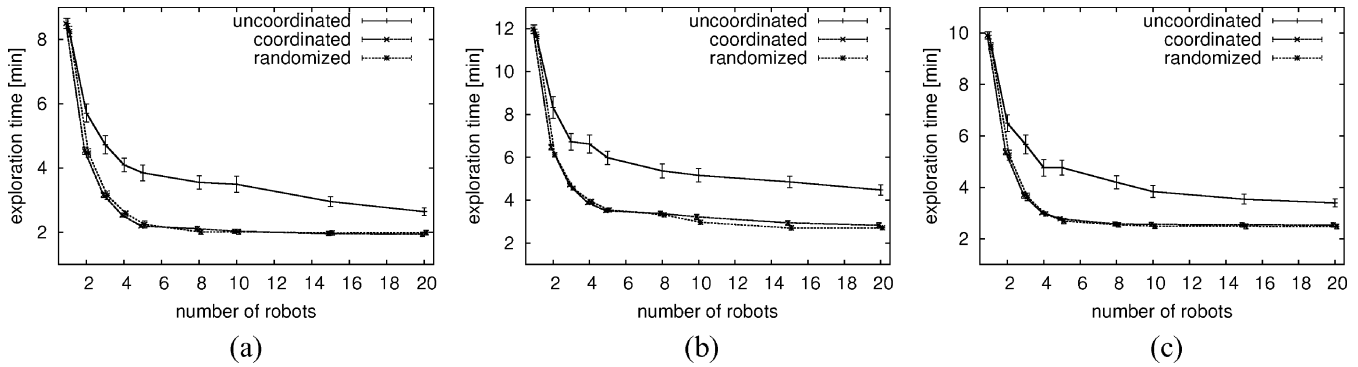 uncoordinated
coordinated
randomized
exploration time [min]
8
6
4
2
2 4 6 8 10 12 14 16 18 20
number of robots
(a)
uncoordinated
coordinated
randomized
exploration time [min]
12
10
8
6
4
2
2 4 6 8 10 12 14 16 18 20
number of robots
(b)
uncoordinated
coordinated
randomized
exploration time [min]
10
8
6
4
2
2 4 6 8 10 12 14 16 18 20
number of robots
(c)